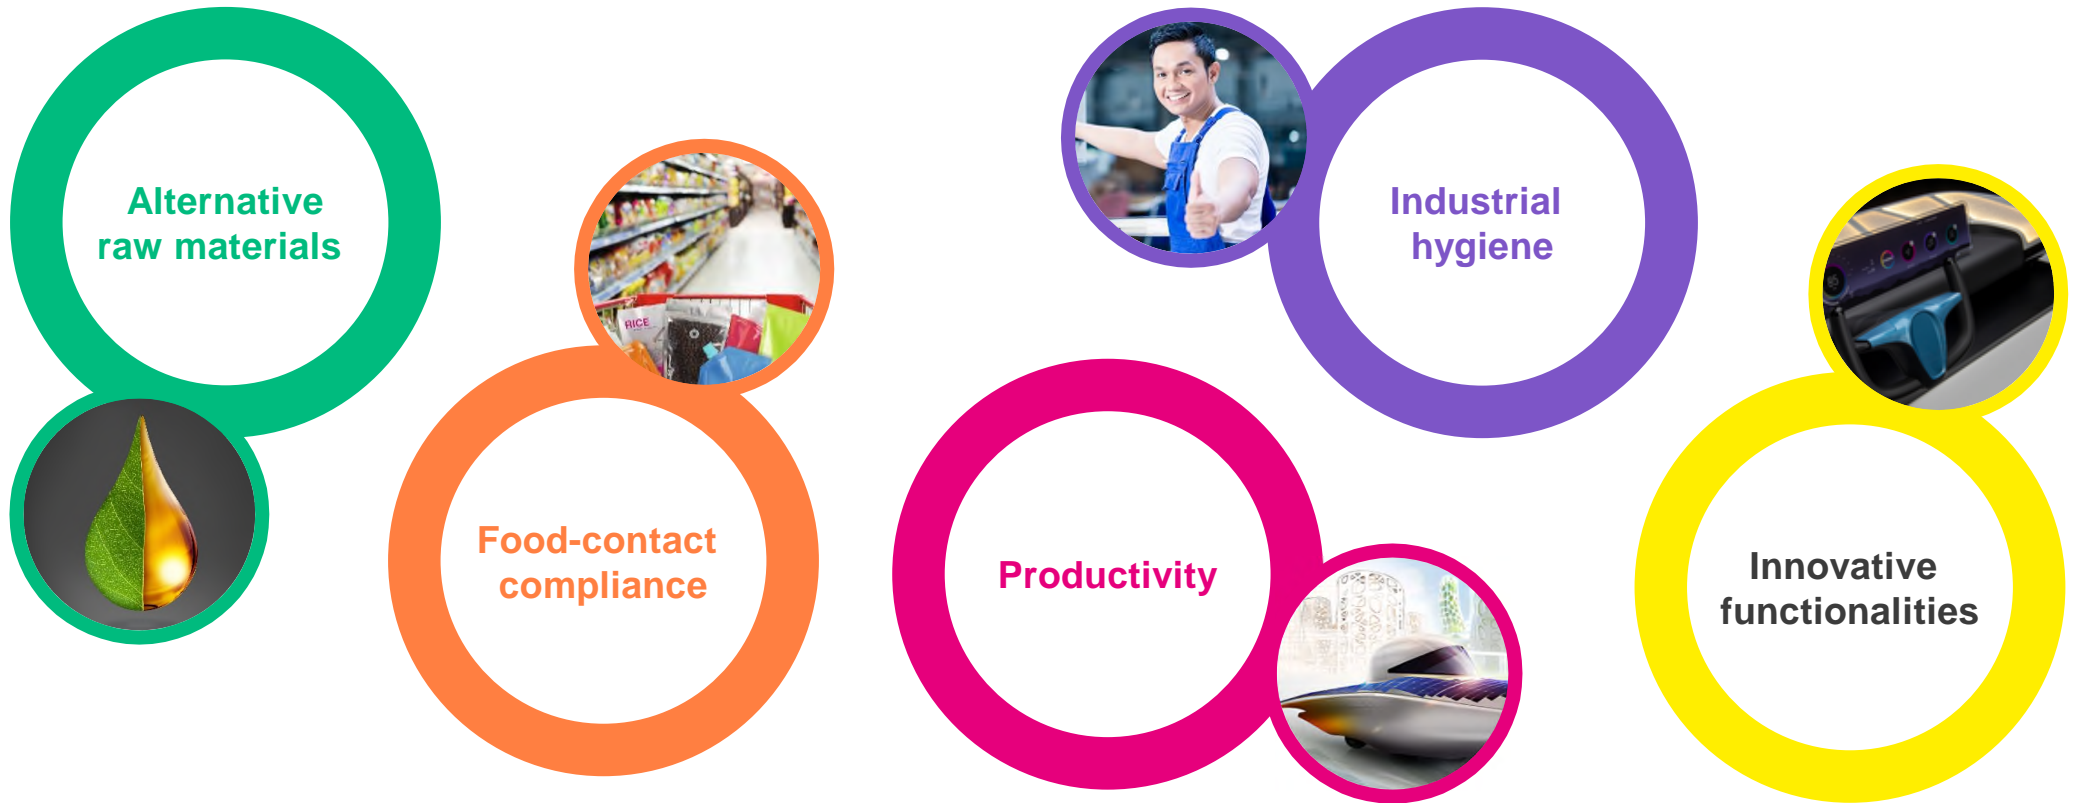 Alternative
raw materials
Food-contact
compliance
RICE
Productivity
Industrial
hygiene
Innovative
functionalities